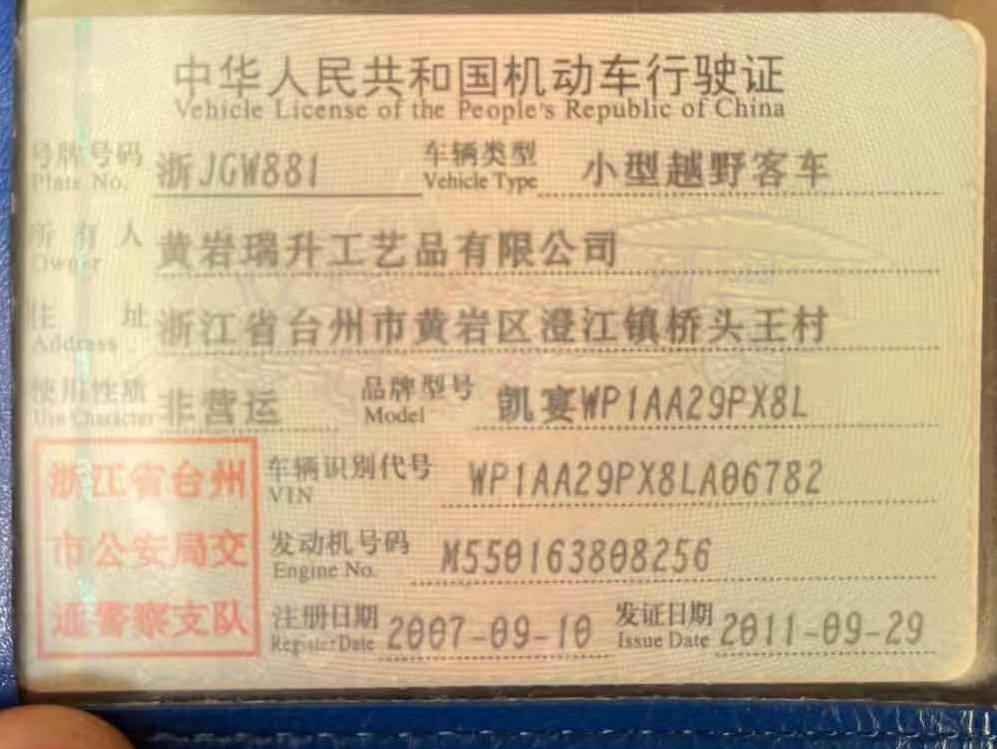 中华人民共和国机动车行驶证
Vehicle License of the People's Republic of China
号牌号码 浙JGW881 车辆类型 小型越野客车
Plate No. Vehicle Type
所有人 黄岩瑞升工艺品有限公司
Owner
住址 浙江省台州市黄岩区澄江镇桥头王村
Address
使用性质 非营运 品牌型号 凯宴WP1AA29PX8L
Use Character Model
浙江省台州
市公安局交
通警察支队
车辆识别代号 WP1AA29PX8LA06782
VIN
发动机号码 M550163808256
Engine No.
注册日期 2007-09-10 发证日期 2011-09-29
Register Date Issue Date